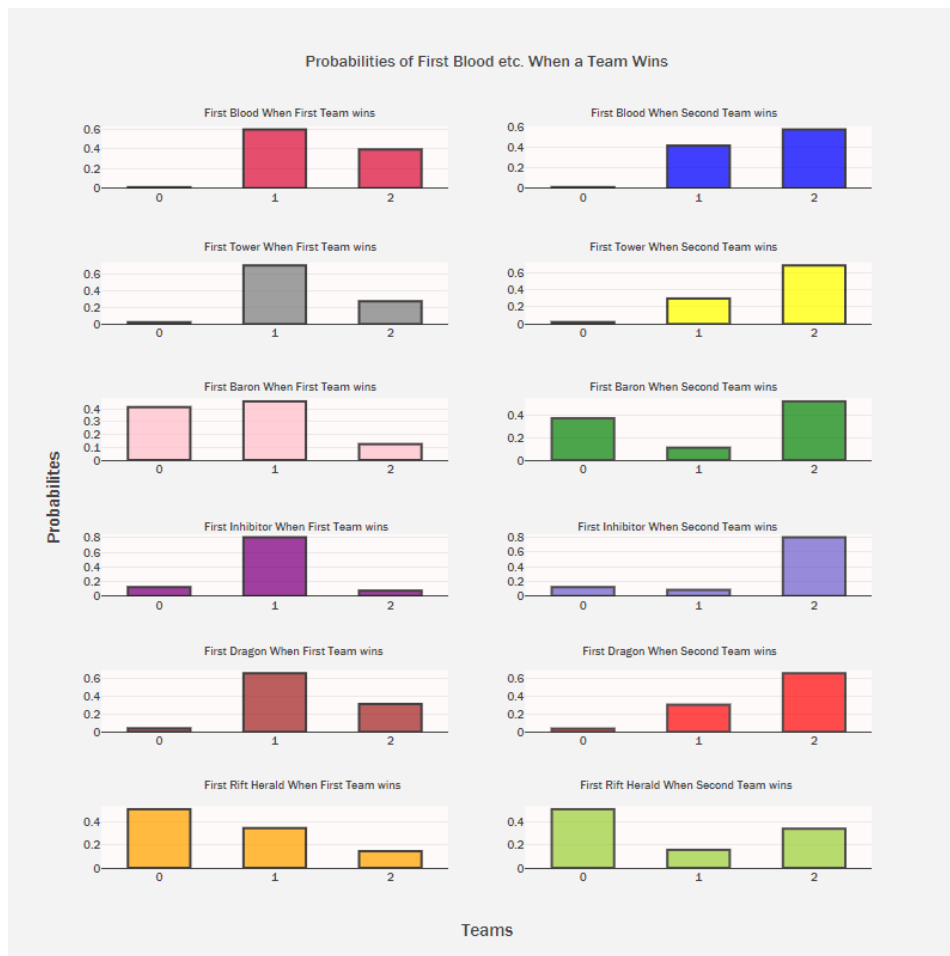 Probabilities of First Blood etc. When a Team Wins
First Blood When First Team wins
0.6
0.4
0.2
0
0 1 2
First Blood When Second Team wins
0.6
0.4
0.2
0
0 1 2
First Tower When First Team wins
0.6
0.4
0.2
0
0 1 2
First Tower When Second Team wins
0.6
0.4
0.2
0
0 1 2
First Baron When First Team wins
0.4
0.3
0.2
0.1
0
0 1 2
First Baron When Second Team wins
0.4
0.2
0
0 1 2
Probabilites
First Inhibitor When First Team wins
0.8
0.6
0.4
0.2
0
0 1 2
First Inhibitor When Second Team wins
0.8
0.6
0.4
0.2
0
0 1 2
First Dragon When First Team wins
0.6
0.4
0.2
0
0 1 2
First Dragon When Second Team wins
0.6
0.4
0.2
0
0 1 2
First Rift Herald When First Team wins
0.4
0.2
0
0 1 2
First Rift Herald When Second Team wins
0.4
0.2
0
0 1 2
Teams